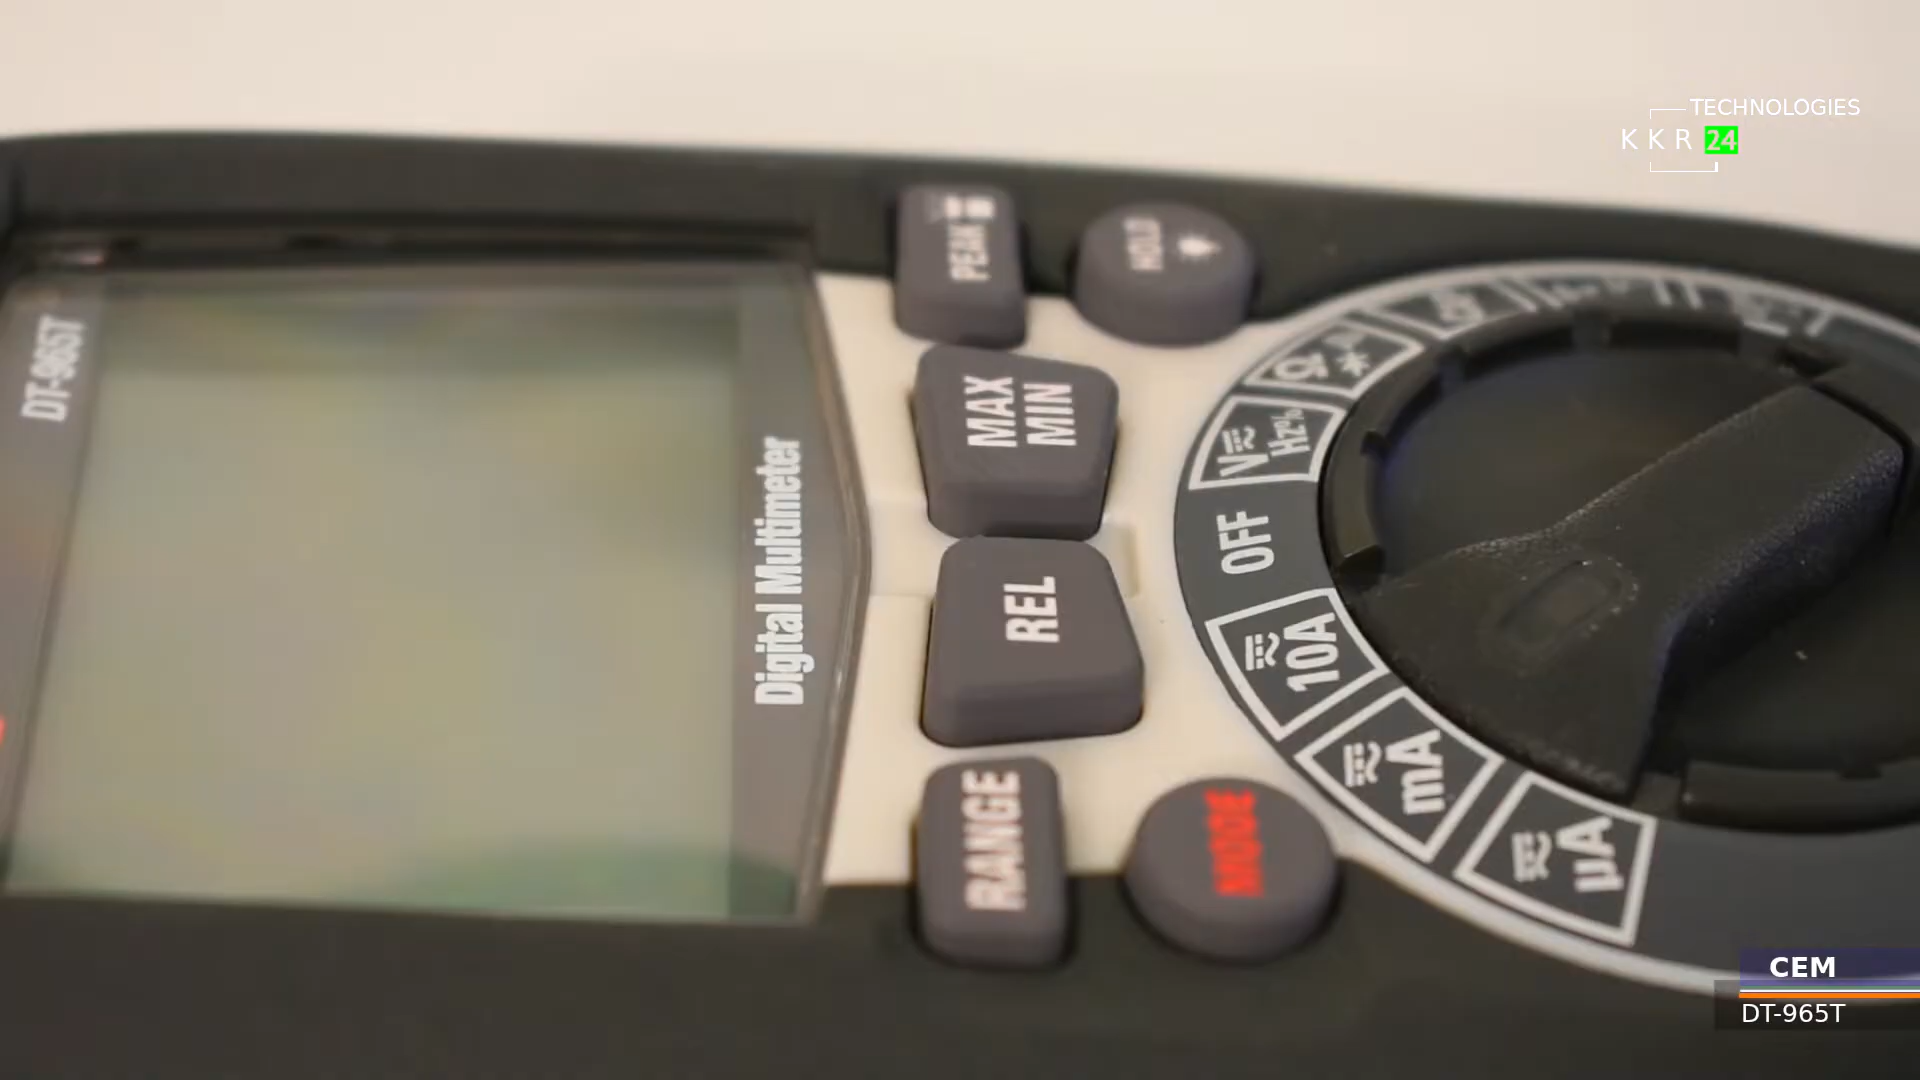 TECHNOLOGIES
KKR 24
DT-965T
Digital Multimeter
PEAK
HOLD
MAX
MIN
REL
RANGE
MODE
Ω
V
Hz%
OFF
10A
mA
µA
CEM
DT-965T